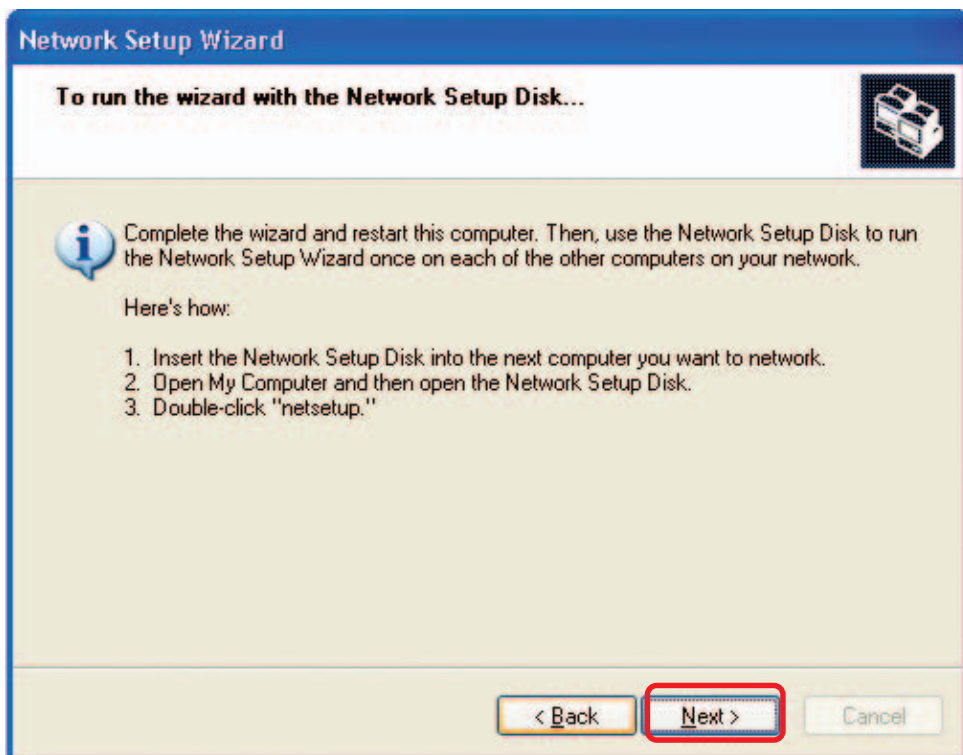 Network Setup Wizard
To run the wizard with the Network Setup Disk...
Complete the wizard and restart this computer. Then, use the Network Setup Disk to run
the Network Setup Wizard once on each of the other computers on your network.
Here's how:
1. Insert the Network Setup Disk into the next computer you want to network.
2. Open My Computer and then open the Network Setup Disk.
3. Double-click "netsetup."
< Back
Next >
Cancel